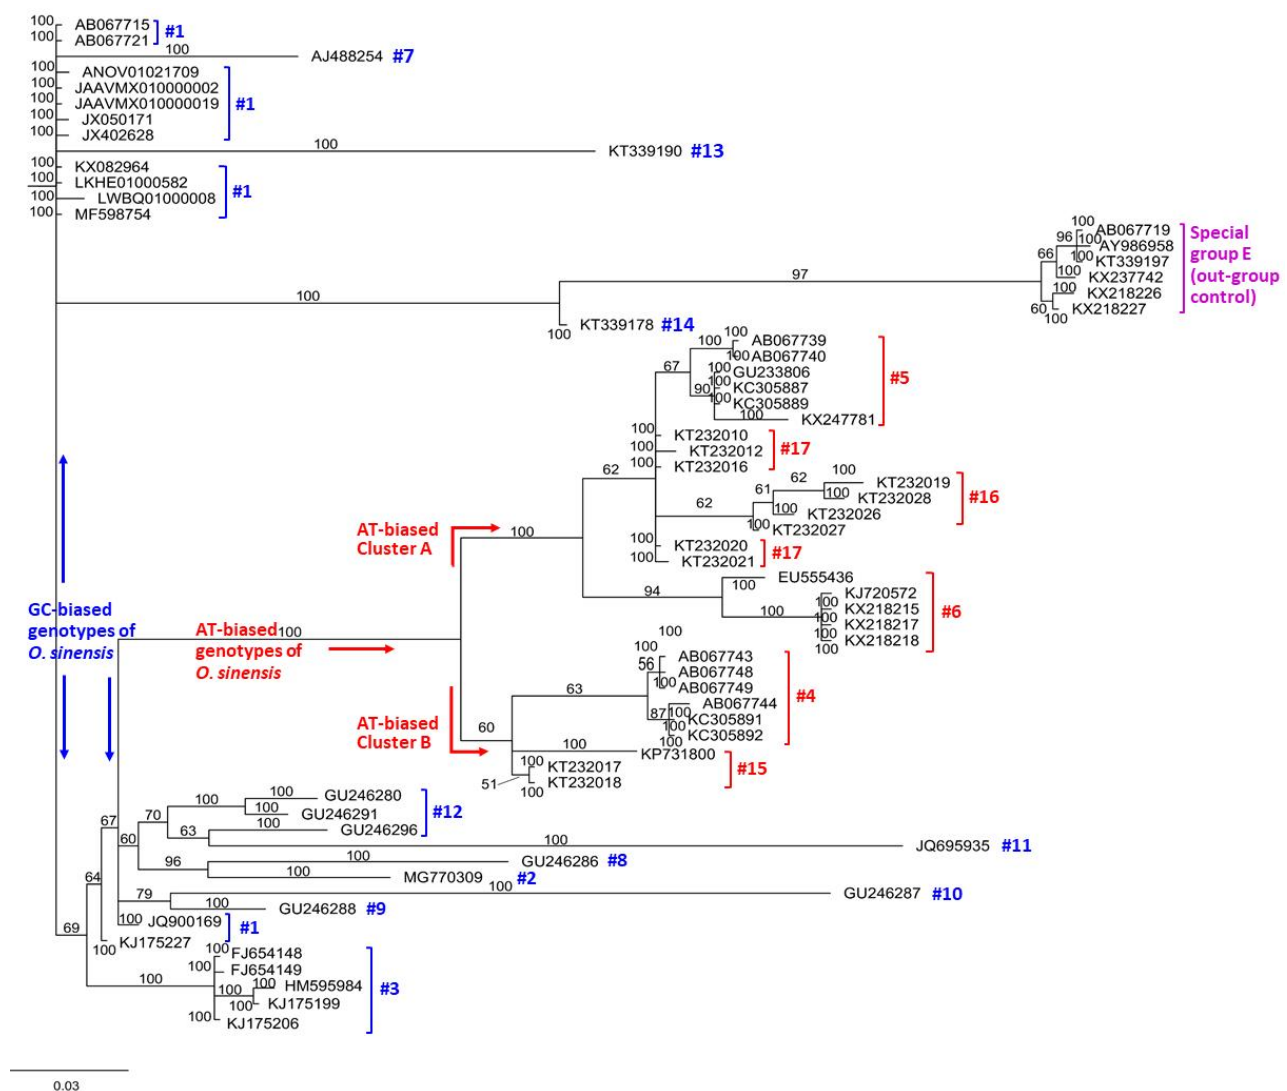 100 AB067715
100 AB067721 #1
100 AJ488254 #7
100 ANOV01021709
100 JAAVMX010000002
100 JAAVMX010000019 #1
100 JX050171
100 JX402628
100 KT339190 #13
100 KX082964
100 LKHE01000582 #1
100 LWBQ01000008
100 MF598754
100 AB067719 Special
96 100 AY986958 group E
66 100 KT339197 (out-group
97 100 KX237742 control)
100 KX218226
60 100 KX218227
100
100 KT339178 #14
100 100 AB067739
100 AB067740
67 100 GU233806 #5
100 KC305887
90 100 KC305889
100 KX247781
100 KT232010
100 KT232012 #17
100 KT232016
62
62 100 KT232019 #16
61 100 KT232028
62 100 KT232026
100 KT232027
AT-biased
Cluster A
100
100 KT232020
100 KT232021 #17
100 EU555436
94
100 100 KJ720572 #6
100 KX218215
100 KX218217
100 KX218218
100
GC-biased
genotypes of
O. sinensis
AT-biased 100
genotypes of
O. sinensis
100
100 AB067743
56 AB067748 #4
100 AB067749
63
AB067744
87 100 KC305891
100 KC305892
100
AT-biased
Cluster B
60
100 KP731800
100 KT232017 #15
51 KT232018
100
100 100 GU246280
70 100 GU246291 #12
67 63 100 GU246296
60 100 JQ695935 #11
96 100 GU246286 #8
100 MG770309 #2
64 79 100 GU246287 #10
GU246288 #9
100 JQ900169 #1
69 100 KJ175227
100 FJ654148
100 FJ654149
100 100 100 HM595984 #3
100 KJ175199
100 KJ175206
0.03